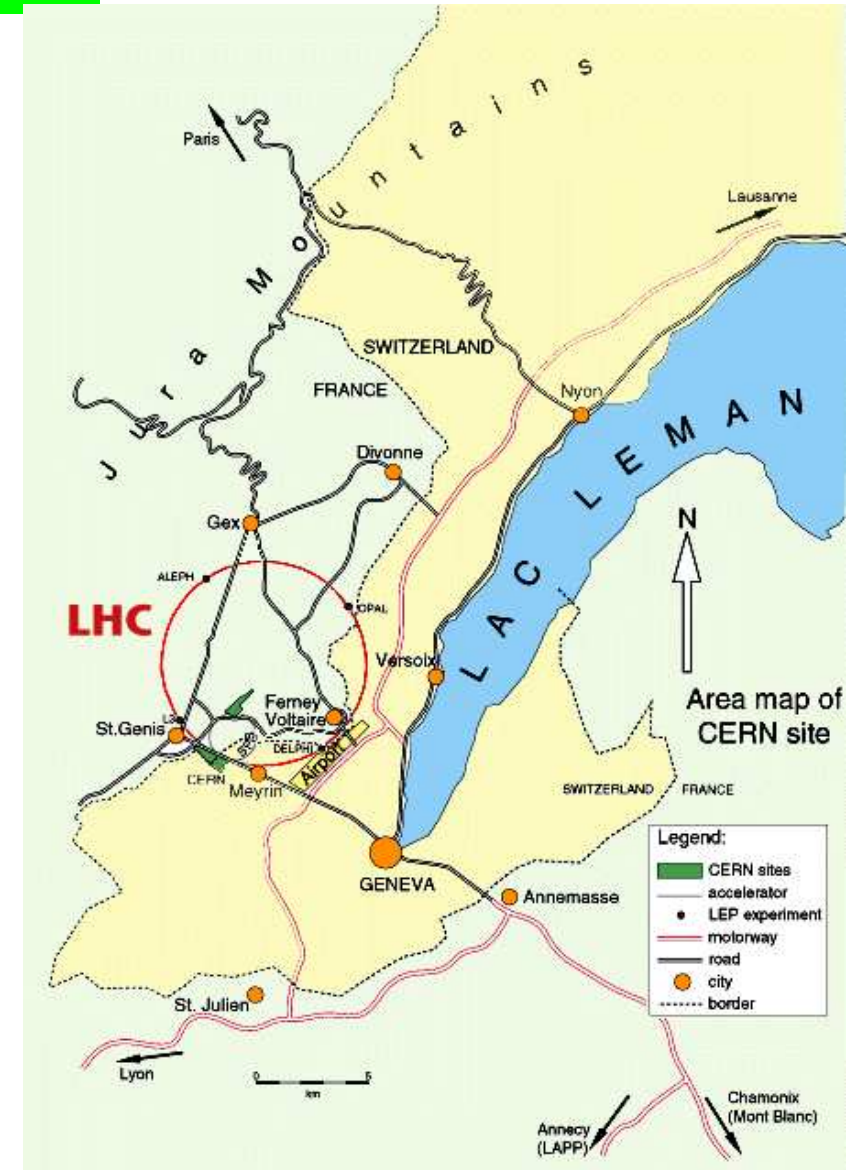 Jura Mountains
Paris
Lausanne
SWITZERLAND
FRANCE
Nyon
Divonne
LAC LEMAN
Gex
N
ALEPH
OPAL
LHC
Versoix
Area map of
CERN site
Ferney
Voltaire
L3
St.Genis
SPS
DELPHI
Airport
CERN
Meyrin
SWITZERLAND
FRANCE
GENEVA
Legend:
CERN sites
accelerator
LEP experiment
motorway
road
city
border
Annemasse
St. Julien
Lyon
0 5
km
Chamonix
(Mont Blanc)
Annecy
(LAPP)